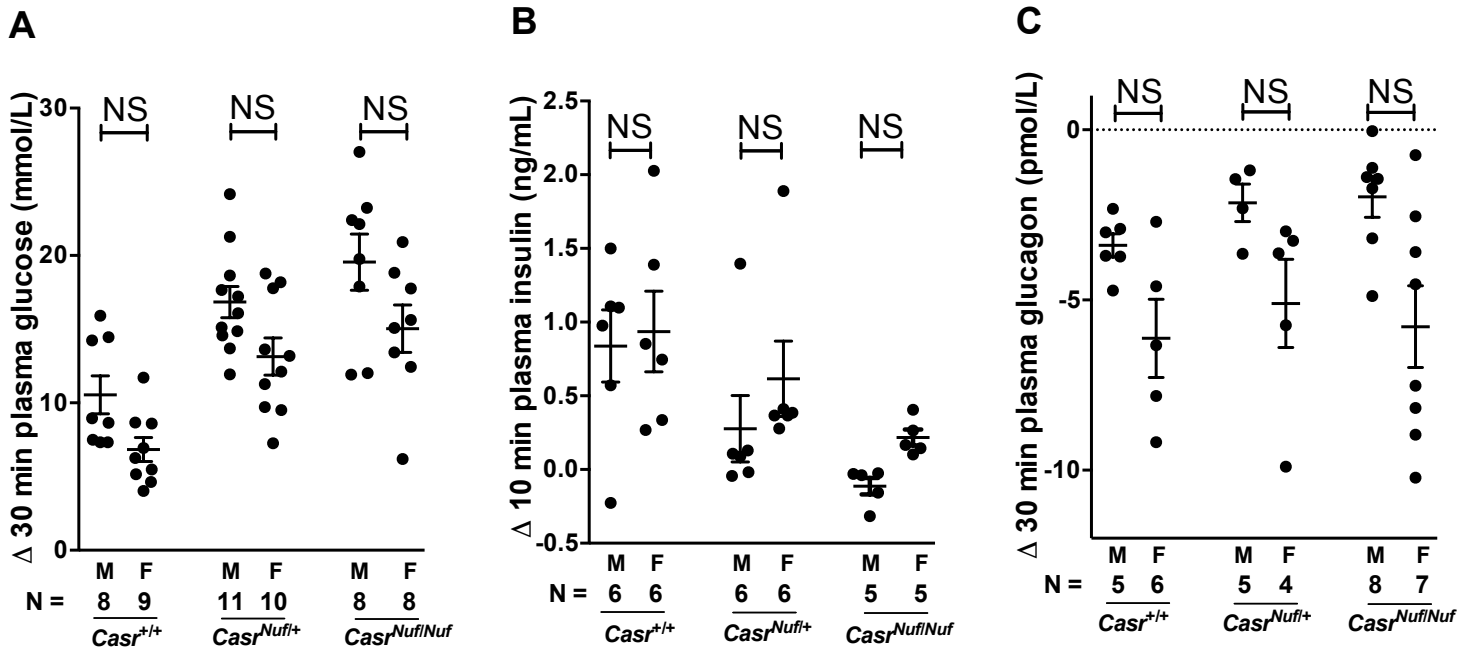 A
Δ 30 min plasma glucose (mmol/L)
30
20
10
0
NS NS NS
M F M F M F
N = 8 9 11 10 8 8
Casr+/+ CasrNuf/+ CasrNuf/Nuf
B
Δ 10 min plasma insulin (ng/mL)
2.5
2.0
1.5
1.0
0.5
0.0
-0.5
NS NS NS
M F M F M F
N = 6 6 6 6 5 5
Casr+/+ CasrNuf/+ CasrNuf/Nuf
C
Δ 30 min plasma glucagon (pmol/L)
0
-5
-10
NS NS NS
M F M F M F
N = 5 6 5 4 8 7
Casr+/+ CasrNuf/+ CasrNuf/Nuf